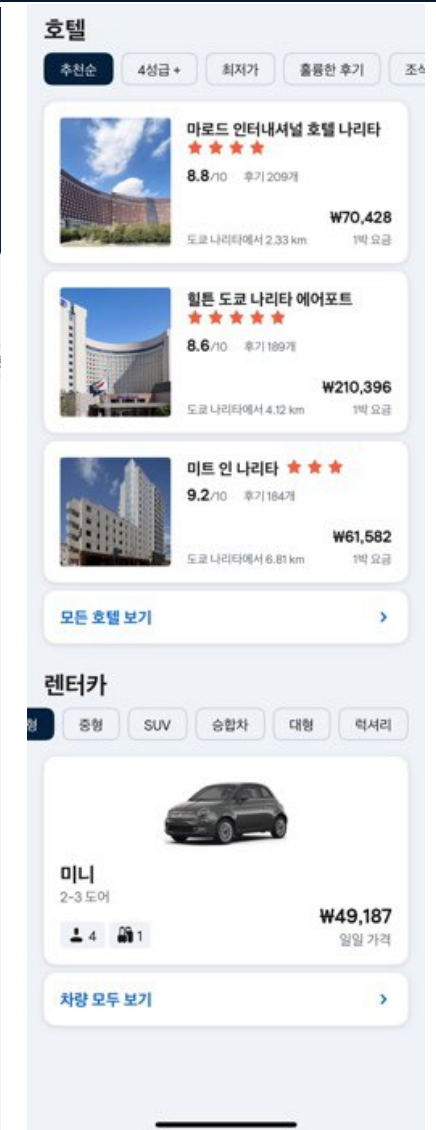 호텔
추천순 4성급 + 최저가 훌륭한 후기 조식
마로드 인터내셔널 호텔 나리타
8.8/10 후기 209개
₩70,428
도쿄 나리타에서 2.33 km 1박 요금
힐튼 도쿄 나리타 에어포트
8.6/10 후기 189개
₩210,396
도쿄 나리타에서 4.12 km 1박 요금
미트 인 나리타
9.2/10 후기 184개
₩61,582
도쿄 나리타에서 6.81 km 1박 요금
모든 호텔 보기
렌터카
형 중형 SUV 승합차 대형 럭셔리
미니
2-3 도어
₩49,187
4 1 일일 가격
차량 모두 보기